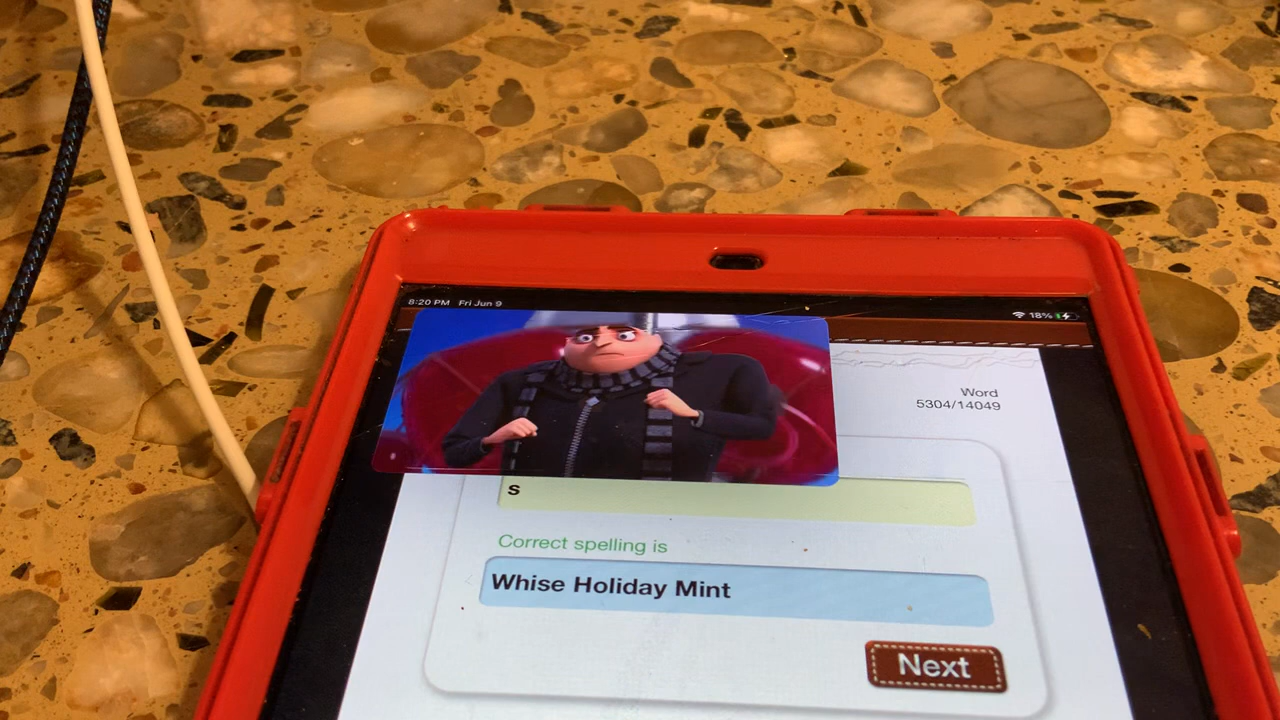 8:20 PM Fri Jun 9
18%
Word
5304/14049
s
Correct spelling is
Whise Holiday Mint
Next